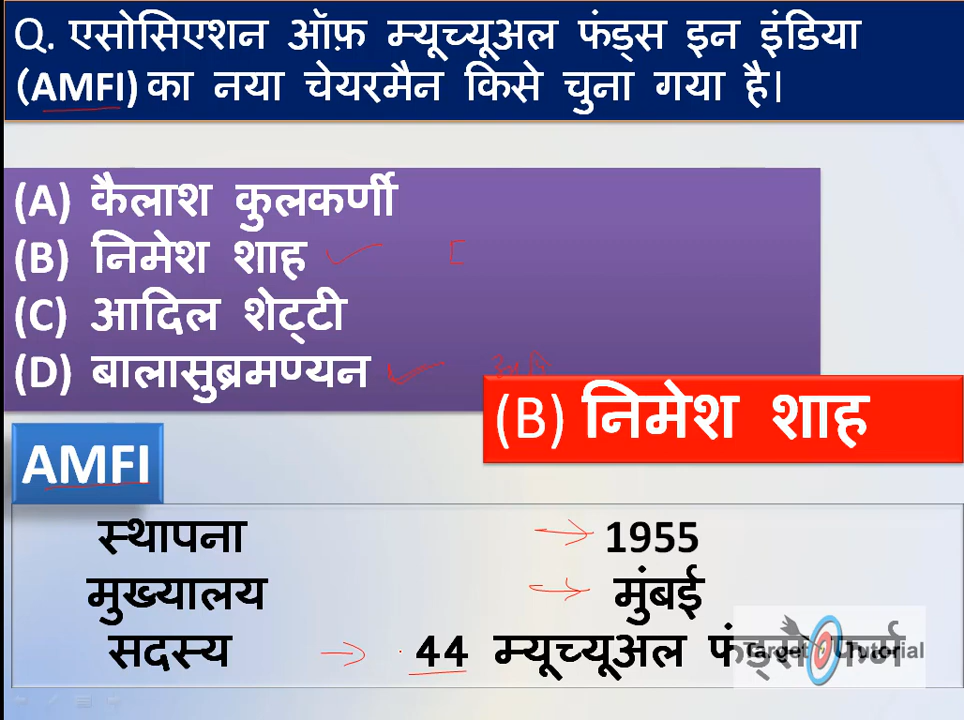 Q. एसोसिएशन ऑफ़ म्यूच्यूअल फंड्स इन इंडिया
(AMFI) का नया चेयरमैन किसे चुना गया है।
(A) कैलाश कुलकर्णी
(B) निमेश शाह
(C) आदिल शेट्टी
(D) बालासुब्रमण्यन
(B) निमेश शाह
AMFI
स्थापना 1955
मुख्यालय मुंबई
सदस्य 44 म्यूच्यूअल फंड्स फर्म
Target Tutorial